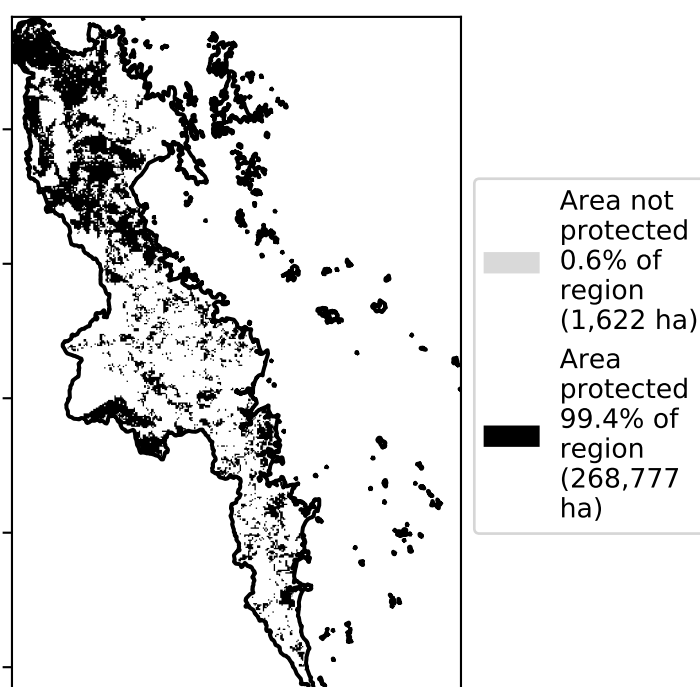 Area not
protected
0.6% of
region
(1,622 ha)
Area
protected
99.4% of
region
(268,777
ha)